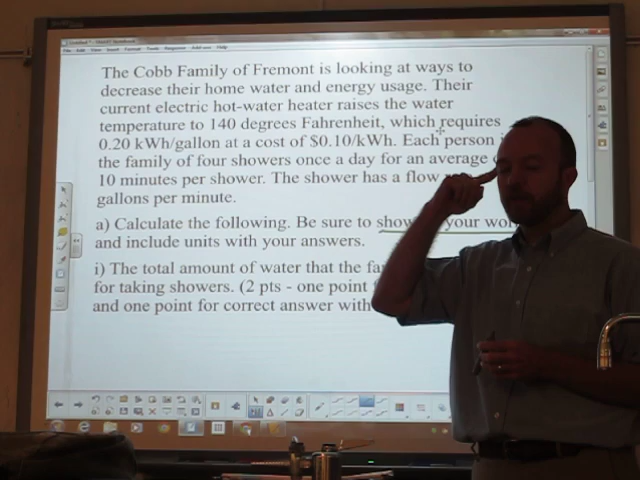 The Cobb Family of Fremont is looking at ways to
decrease their home water and energy usage. Their
current electric hot-water heater raises the water
temperature to 140 degrees Fahrenheit, which requires
0.20 kWh/gallon at a cost of $0.10/kWh. Each person
the family of four showers once a day for an average
10 minutes per shower. The shower has a flow
gallons per minute.
a) Calculate the following. Be sure to show your
and include units with your answers.
i) The total amount of water that the
for taking showers. (2 pts - one point
and one point for correct answer with